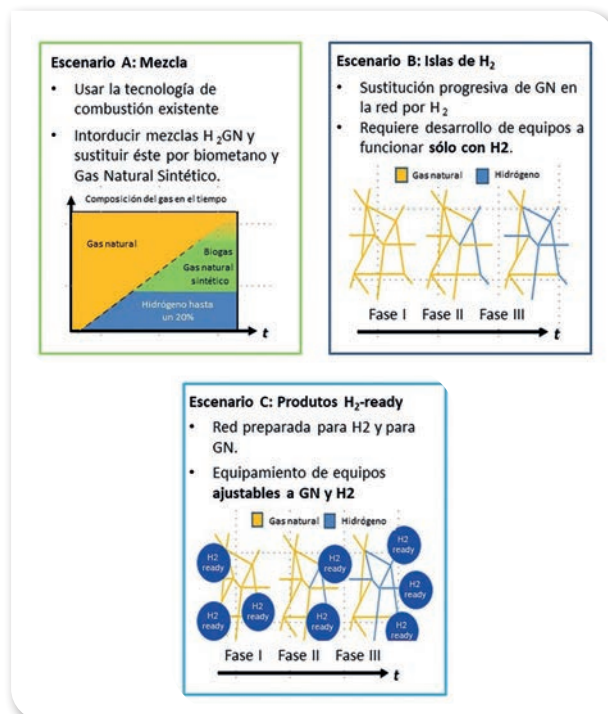 Escenario A: Mezcla
• Usar la tecnología de
combustión existente
• Intorducir mezclas H₂GN y
sustituir éste por biometano y
Gas Natural Sintético.
Composición del gas en el tiempo
Gas natural
Biogas
Gas natural
sintético
Hidrógeno hasta
un 20%
t
Escenario B: Islas de H₂
• Sustitución progresiva de GN en
la red por H₂
• Requiere desarrollo de equipos a
funcionar sólo con H2.
Gas natural Hidrógeno
Fase I Fase II Fase III
t
Escenario C: Produtos H₂-ready
• Red preparada para H2 y para
GN.
• Equipamiento de equipos
ajustables a GN y H2
Gas natural Hidrógeno
H2
ready
H2
ready
H2
ready
H2
ready
H2
ready
H2
ready
H2
ready
H2
ready
Fase I Fase II Fase III
t